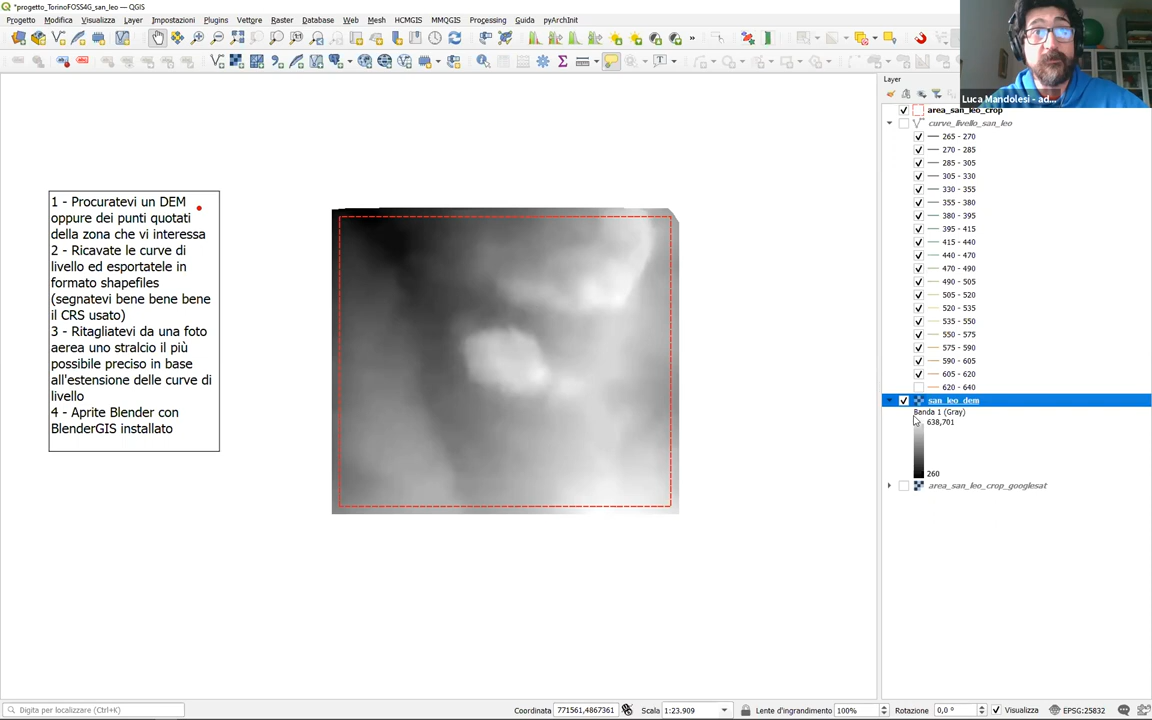 *progetto_TorinoFOSS4G_san_leo — QGIS
Progetto Modifica Visualizza Layer Impostazioni Plugins Vettore Raster Database Web Mesh HCMGIS MMQGIS Processing Guida pyArchInit
Luca Mandolesi - ad...
Layer
area_san_leo_crop
curve_livello_san_leo
265 - 270
270 - 285
285 - 305
305 - 330
330 - 355
355 - 380
380 - 395
395 - 415
415 - 440
440 - 470
470 - 490
490 - 505
505 - 520
520 - 535
535 - 550
550 - 575
575 - 590
590 - 605
605 - 620
620 - 640
san_leo_dem
Banda 1 (Gray)
638,701
260
area_san_leo_crop_googlesat
1 - Procuratevi un DEM
oppure dei punti quotati
della zona che vi interessa
2 - Ricavate le curve di
livello ed esportatele in
formato shapefiles
(segnatevi bene bene bene
il CRS usato)
3 - Ritagliatevi da una foto
aerea uno stralcio il più
possibile preciso in base
all'estensione delle curve di
livello
4 - Aprite Blender con
BlenderGIS installato
Digita per localizzare (Ctrl+K)
Coordinata 771561,4867361 Scala 1:23.909 Lente d'ingrandimento 100% Rotazione 0,0 ° Visualizza EPSG:25832